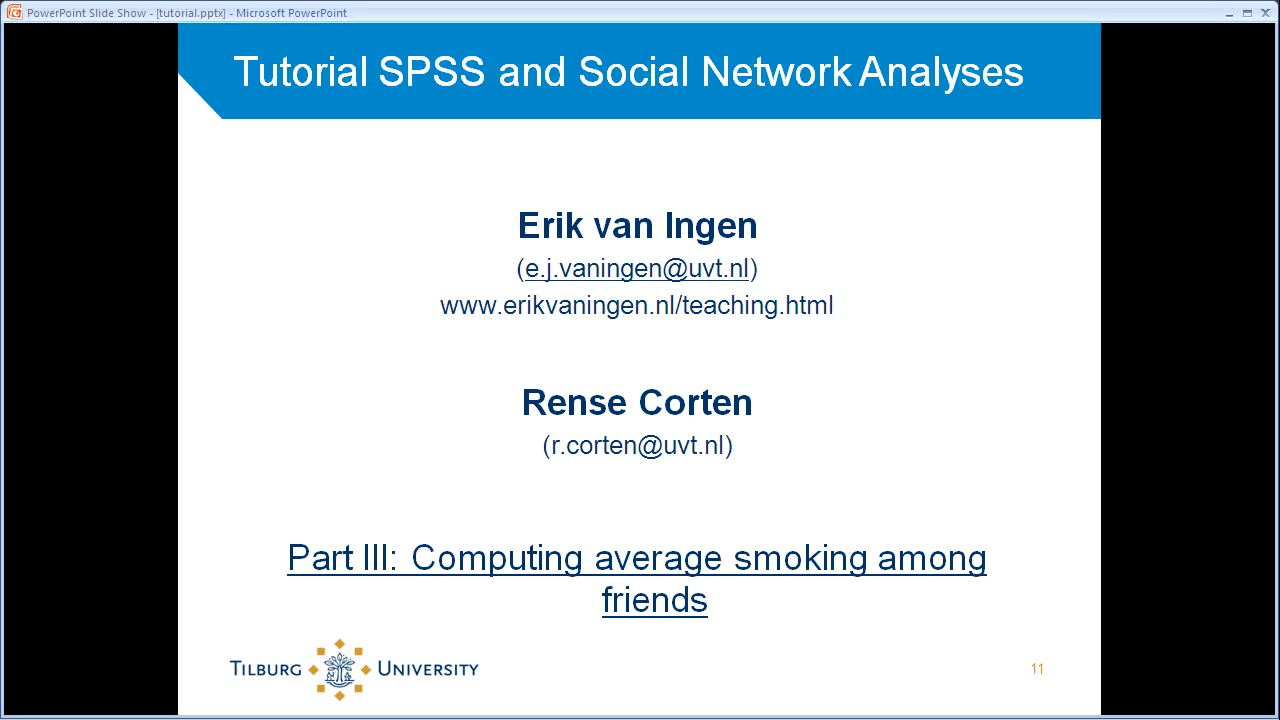 PowerPoint Slide Show - [tutorial.pptx] - Microsoft PowerPoint
Tutorial SPSS and Social Network Analyses
Erik van Ingen
(e.j.vaningen@uvt.nl)
www.erikvaningen.nl/teaching.html
Rense Corten
(r.corten@uvt.nl)
Part III: Computing average smoking among
friends
TILBURG UNIVERSITY
11